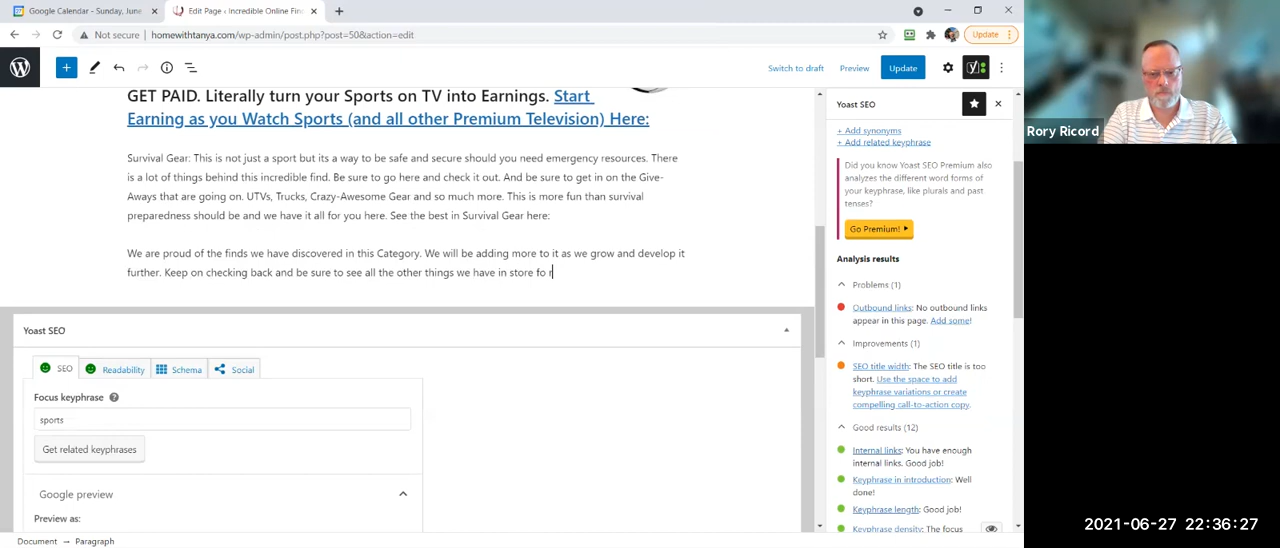 Google Calendar - Sunday, June
Edit Page ‹ Incredible Online Find
Not secure
homewithtanya.com/wp-admin/post.php?post=50&action=edit
Update
Switch to draft
Preview
Update
GET PAID. Literally turn your Sports on TV into Earnings. Start
Earning as you Watch Sports (and all other Premium Television) Here:
Survival Gear: This is not just a sport but its a way to be safe and secure should you need emergency resources. There
is a lot of things behind this incredible find. Be sure to go here and check it out. And be sure to get in on the Give-
Aways that are going on. UTVs, Trucks, Crazy-Awesome Gear and so much more. This is more fun than survival
preparedness should be and we have it all for you here. See the best in Survival Gear here:
We are proud of the finds we have discovered in this Category. We will be adding more to it as we grow and develop it
further. Keep on checking back and be sure to see all the other things we have in store fo r
Yoast SEO
SEO
Readability
Schema
Social
Focus keyphrase
sports
Get related keyphrases
Google preview
Preview as:
Document → Paragraph
Yoast SEO
+ Add synonyms
+ Add related keyphrase
Did you know Yoast SEO Premium also
analyzes the different word forms of
your keyphrase, like plurals and past
tenses?
Go Premium!
Analysis results
Problems (1)
Outbound links: No outbound links
appear in this page. Add some!
Improvements (1)
SEO title width: The SEO title is too
short. Use the space to add
keyphrase variations or create
compelling call-to-action copy.
Good results (12)
Internal links: You have enough
internal links. Good job!
Keyphrase in introduction: Well
done!
Keyphrase length: Good job!
Keyphrase density: The focus
Rory Ricord
2021-06-27 22:36:27